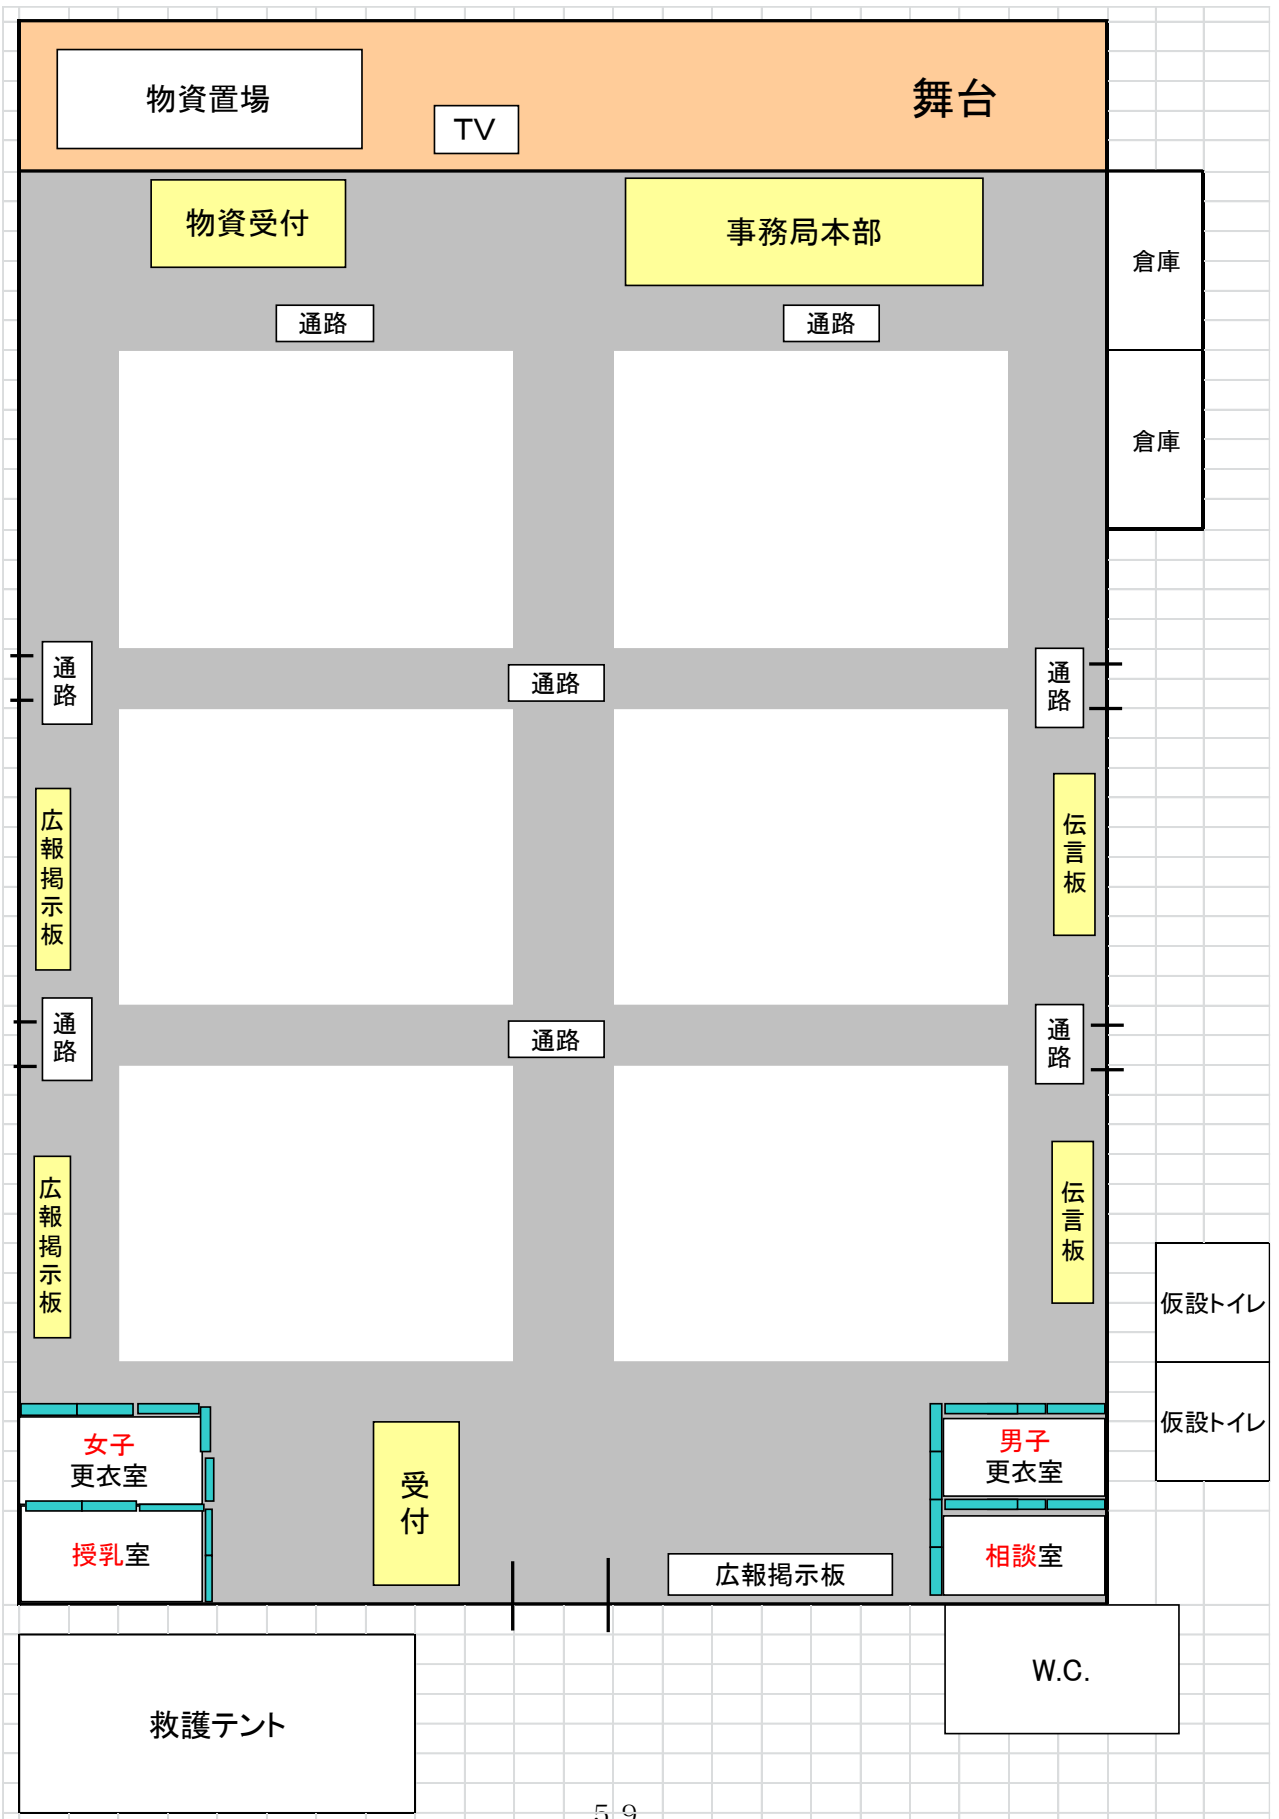 物資置場
TV
舞台
物資受付
事務局本部
倉庫
通路
通路
倉庫
通路
通路
通路
広報掲示板
伝言板
通路
通路
通路
広報掲示板
伝言板
仮設トイレ
仮設トイレ
女子
更衣室
男子
更衣室
受付
授乳室
相談室
広報掲示板
W.C.
救護テント
59